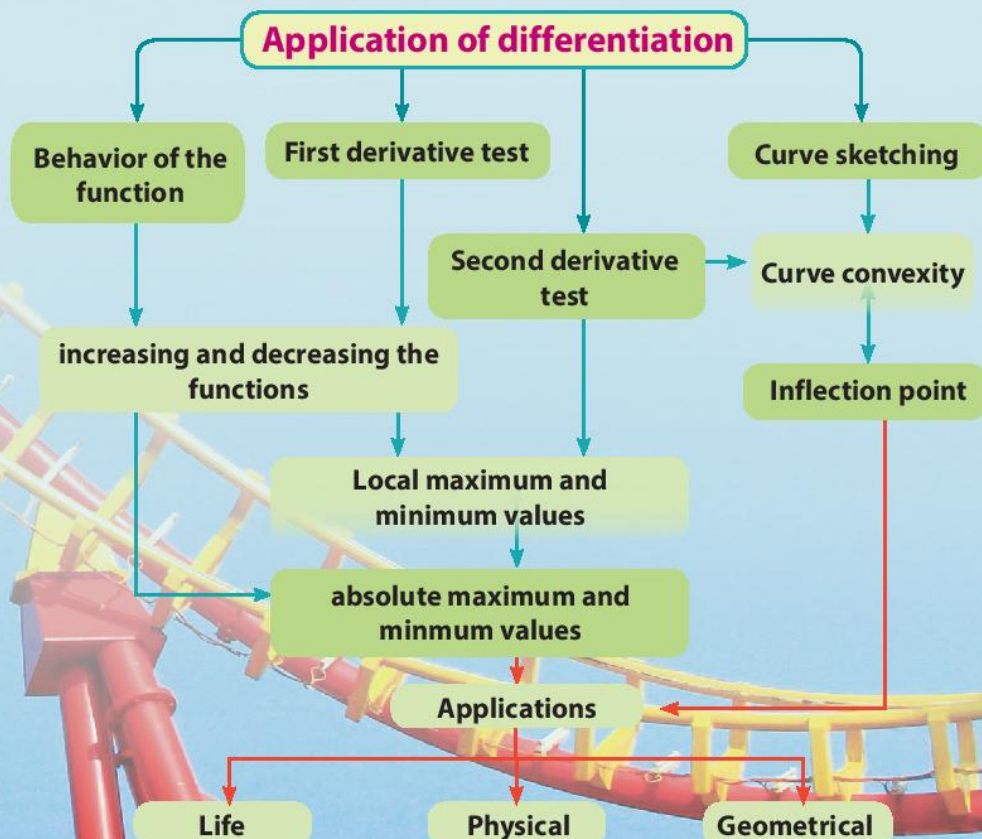 Application of differentiation
Behavior of the
function
First derivative test
Curve sketching
Second derivative
test
Curve convexity
increasing and decreasing the
functions
Inflection point
Local maximum and
minimum values
absolute maximum and
minmum values
Applications
Life
Physical
Geometrical